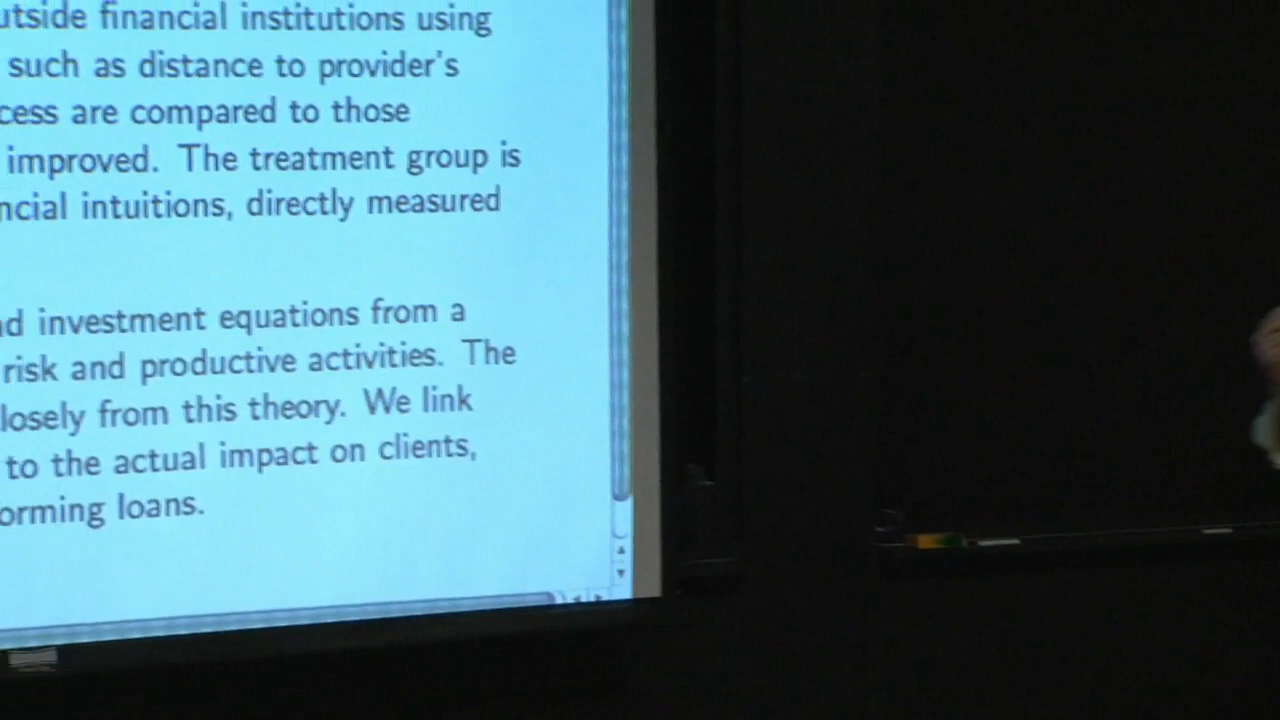 utside financial institutions using
such as distance to provider's
cess are compared to those
improved. The treatment group is
ncial intuitions, directly measured
nd investment equations from a
risk and productive activities. The
losely from this theory. We link
to the actual impact on clients,
orming loans.